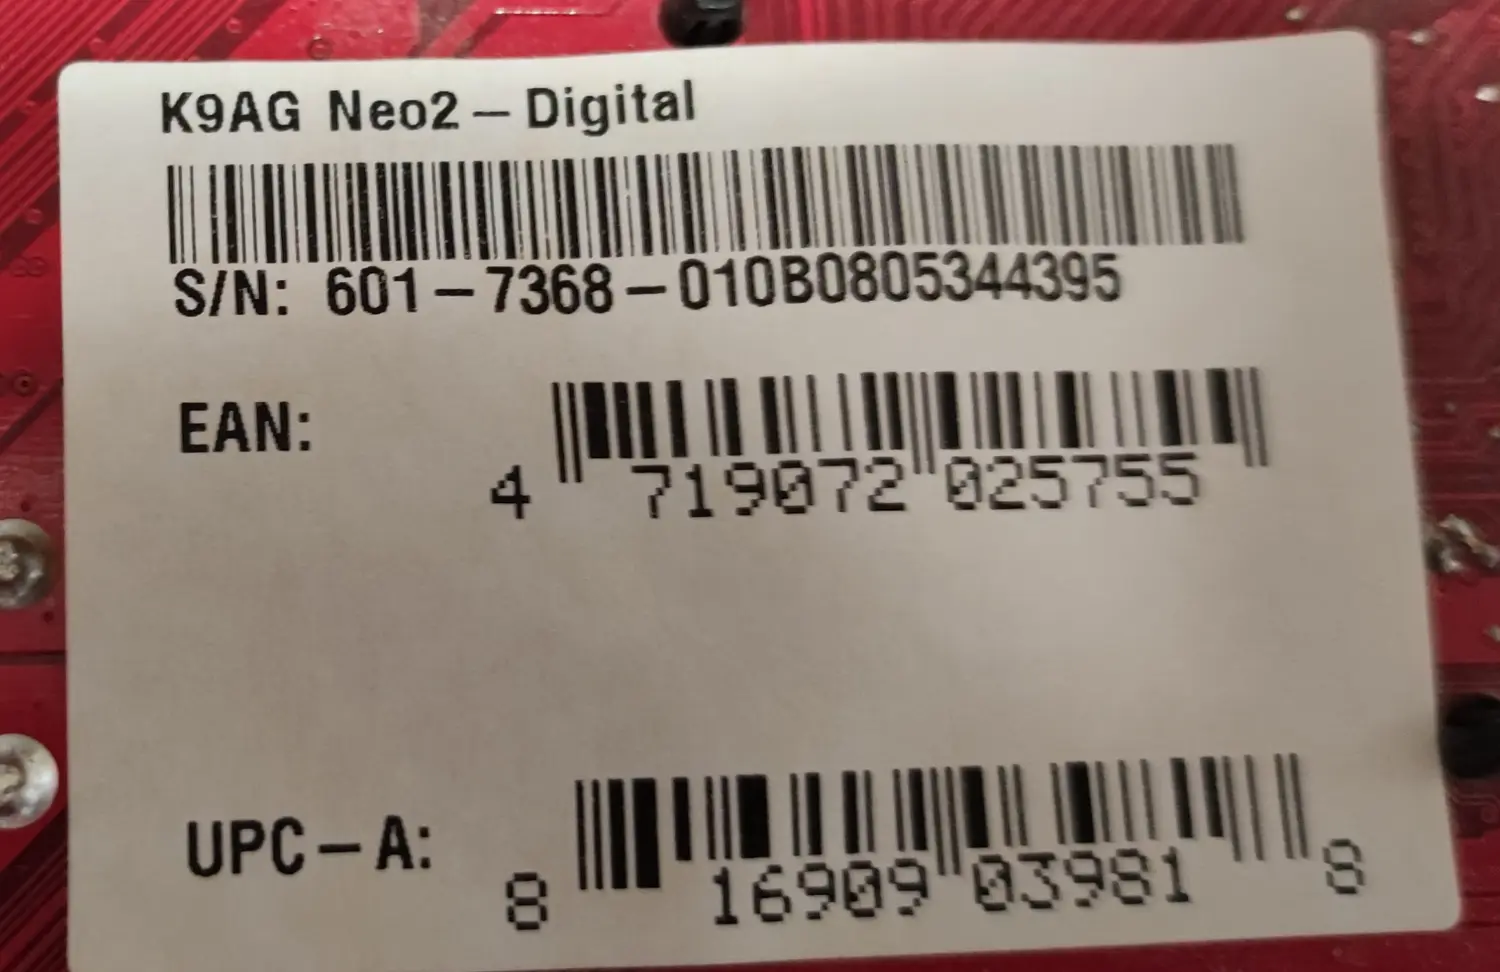 K9AG Neo2-Digital
S/N: 601-7368-010B0805344395
EAN:
4 719072 025755
UPC-A:
8 16909 03981 8